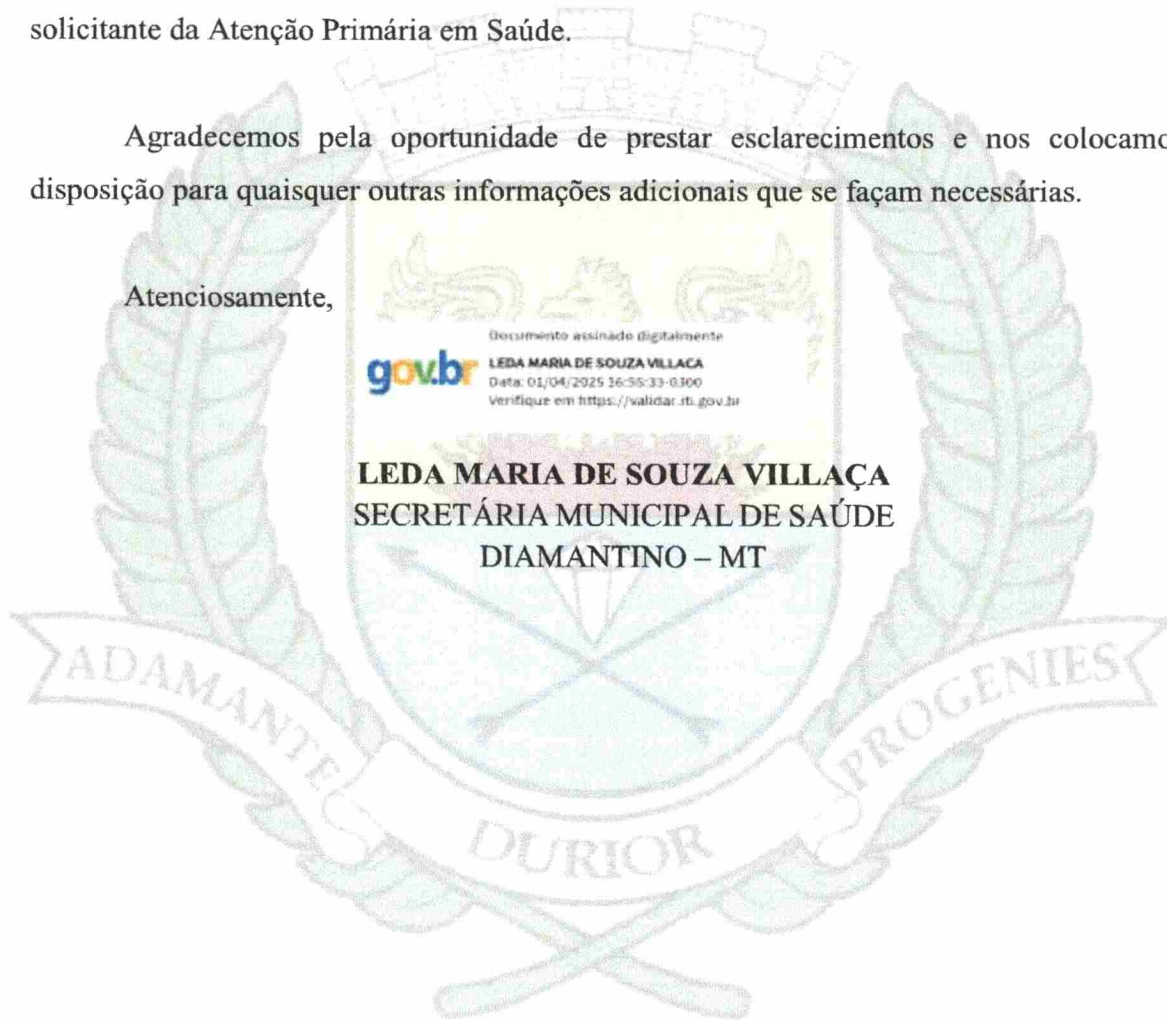 solicitante da Atenção Primária em Saúde.
Agradecemos pela oportunidade de prestar esclarecimentos e nos colocamo
disposição para quaisquer outras informações adicionais que se façam necessárias.
Atenciosamente,
Documento assinado digitalmente
gov.br
LEDA MARIA DE SOUZA VILLACA
Data: 01/04/2025 16:55:33-0300
Verifique em https://validar.iti.gov.br
LEDA MARIA DE SOUZA VILLAÇA
SECRETÁRIA MUNICIPAL DE SAÚDE
DIAMANTINO – MT
ADAMANTE
DURIOR
PROGENIES